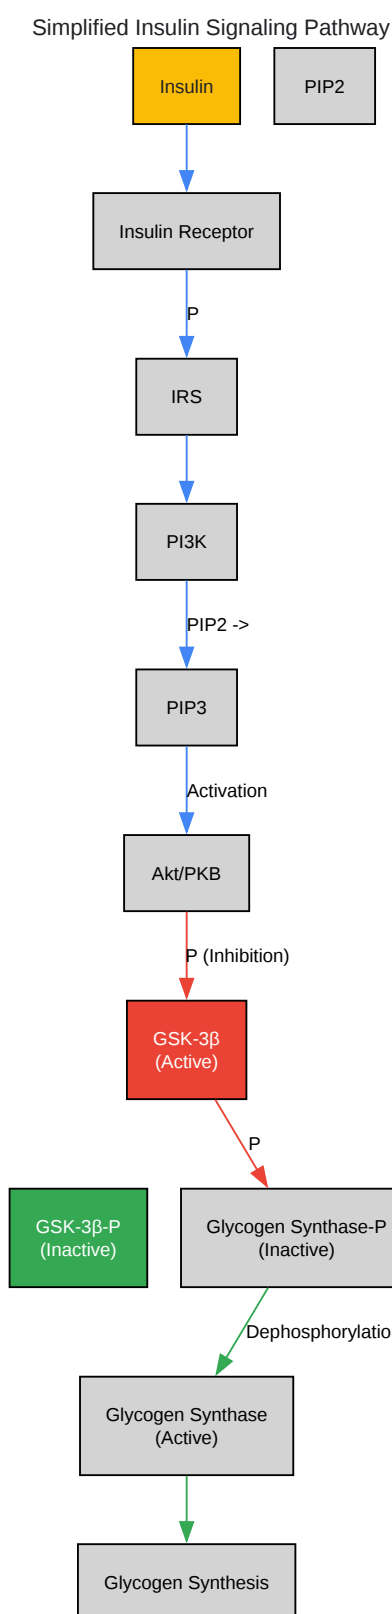 Simplified Insulin Signaling Pathway
Insulin
PIP2
Insulin Receptor
P
IRS
PI3K
PIP2 ->
PIP3
Activation
Akt/PKB
P (Inhibition)
GSK-3β
(Active)
P
GSK-3β-P
(Inactive)
Glycogen Synthase-P
(Inactive)
Dephosphorylatio
Glycogen Synthase
(Active)
Glycogen Synthesis